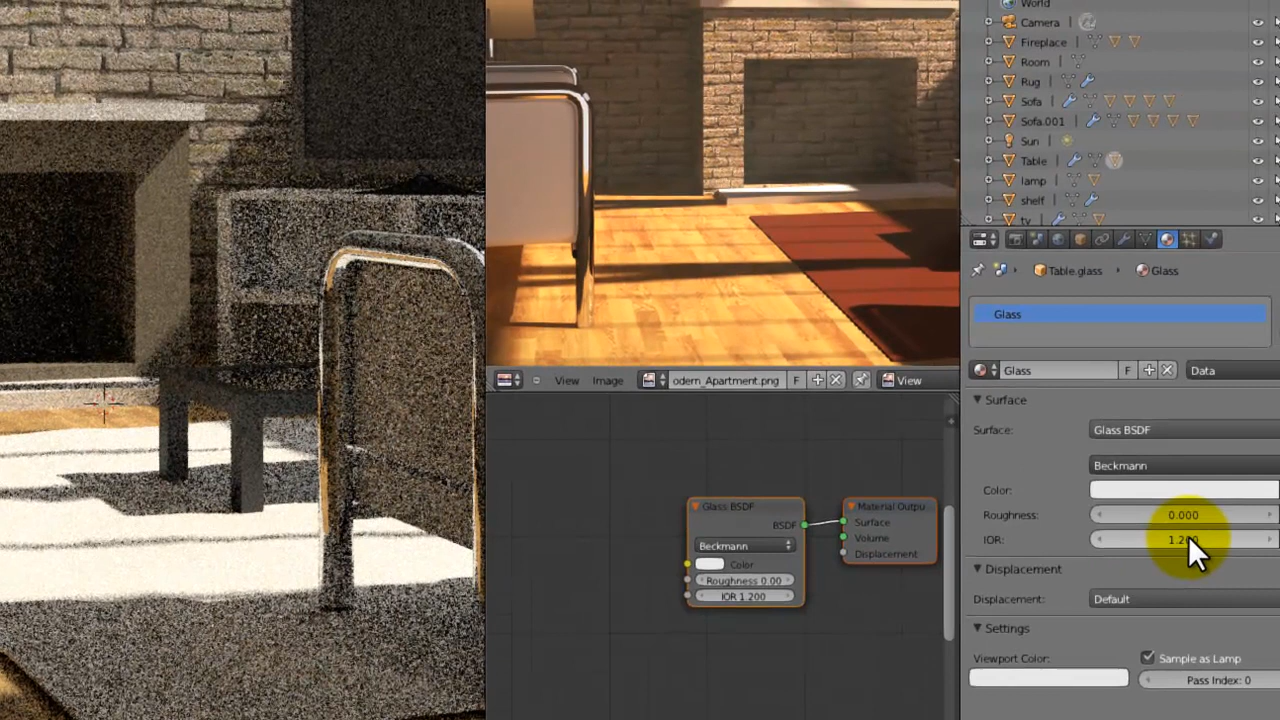 World
Camera
Fireplace
Room
Rug
Sofa
Sofa.001
Sun
Table
lamp
shelf
tv
Table.glass
Glass
Glass
Glass
F
Data
View
Image
odern_Apartment.png
F
View
Surface
Surface:
Glass BSDF
Beckmann
Color:
Roughness:
0.000
IOR:
Displacement
Displacement:
Default
Settings
Viewport Color:
Sample as Lamp
Pass Index: 0
Glass BSDF
BSDF
Beckmann
Color
Roughness 0.00
IOR 1.200
Material Outpu
Surface
Volume
Displacement